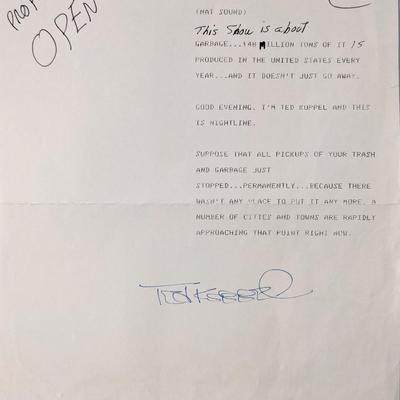 OPEN
(NAT SOUND)
This Show is about
GARBAGE...148 MILLION TONS OF IT IS
PRODUCED IN THE UNITED STATES EVERY
YEAR...AND IT DOESN'T JUST GO AWAY.
GOOD EVENING, I'M TED KOPPEL AND THIS
IS NIGHTLINE.
SUPPOSE THAT ALL PICKUPS OF YOUR TRASH
AND GARBAGE JUST
STOPPED...PERMANENTLY...BECAUSE THERE
WASN'T ANY PLACE TO PUT IT ANY MORE. A
NUMBER OF CITIES AND TOWNS ARE RAPIDLY
APPROACHING THAT POINT RIGHT NOW.
Ted Koppel